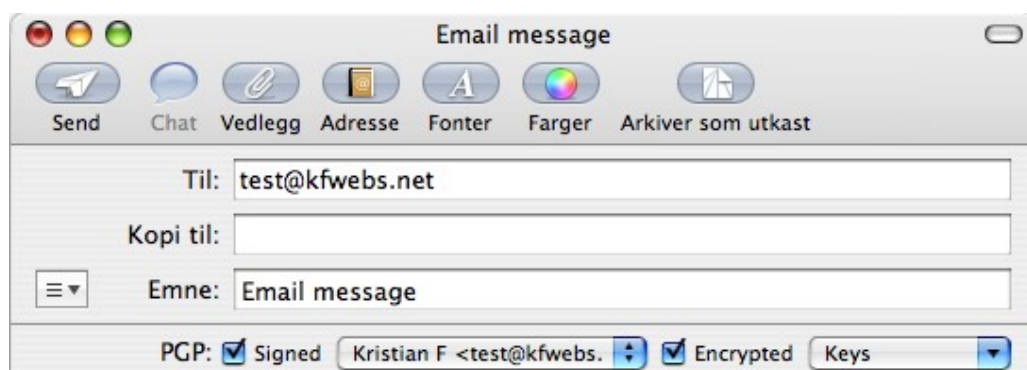 Email message
Send Chat Vedlegg Adresse Fonter Farger Arkiver som utkast
Til: test@kfwebs.net
Kopi til:
Emne: Email message
PGP: Signed Kristian F <test@kfwebs. Encrypted Keys